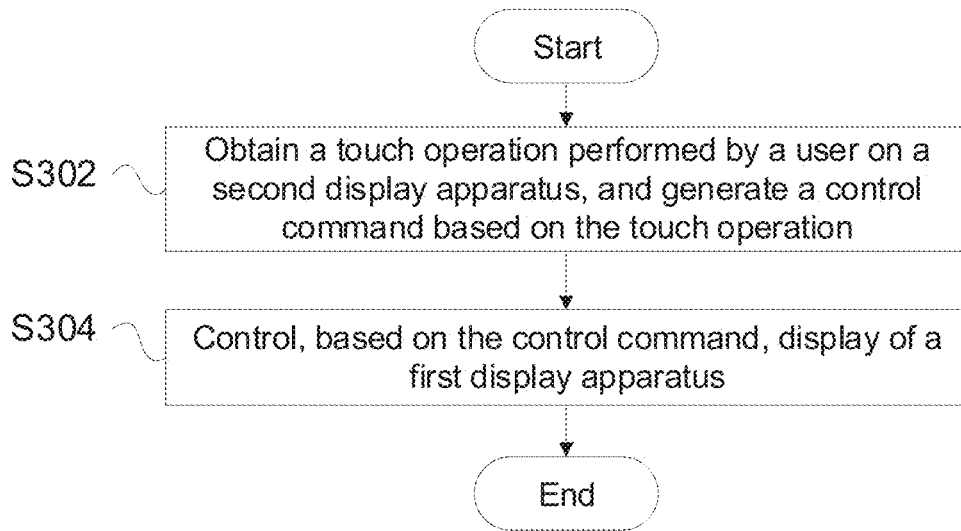 Start
S302
Obtain a touch operation performed by a user on a
second display apparatus, and generate a control
command based on the touch operation
S304
Control, based on the control command, display of a
first display apparatus
End